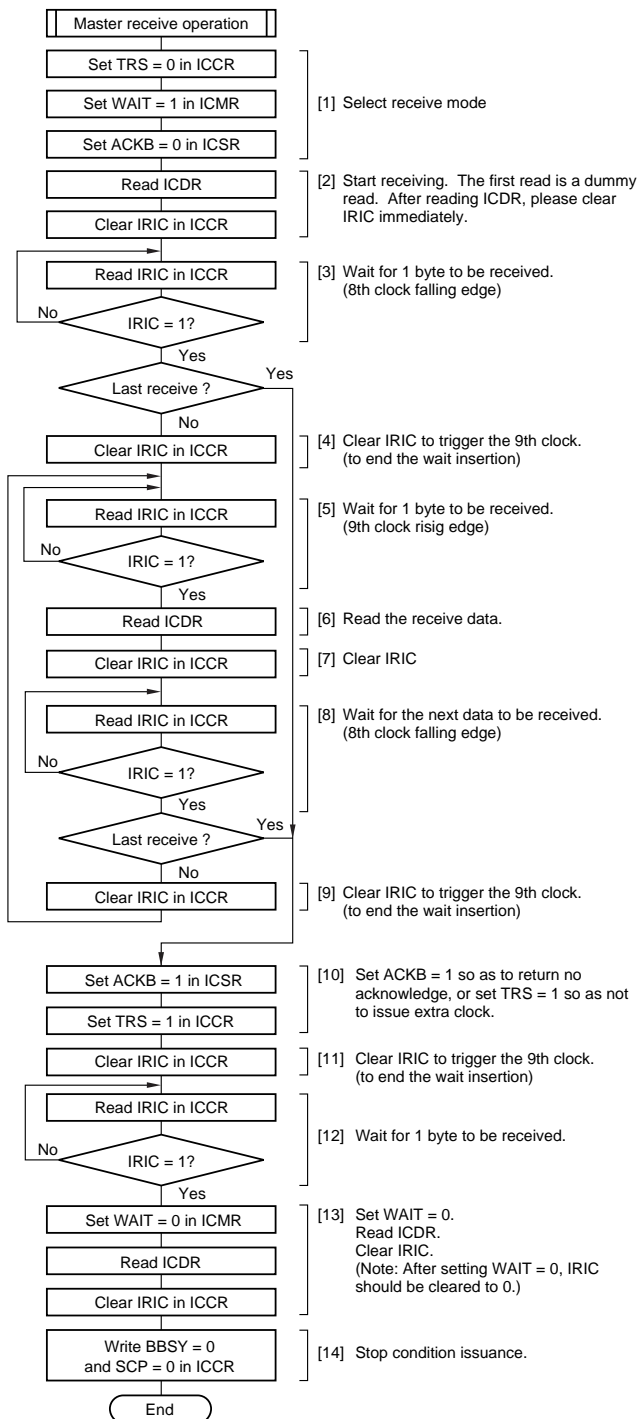 Master receive operation
Set TRS = 0 in ICCR
Set WAIT = 1 in ICMR
Set ACKB = 0 in ICSR
[1] Select receive mode
Read ICDR
Clear IRIC in ICCR
[2] Start receiving. The first read is a dummy
read. After reading ICDR, please clear
IRIC immediately.
Read IRIC in ICCR
No
IRIC = 1?
Yes
[3] Wait for 1 byte to be received.
(8th clock falling edge)
Last receive ?
Yes
No
Clear IRIC in ICCR
[4] Clear IRIC to trigger the 9th clock.
(to end the wait insertion)
Read IRIC in ICCR
No
IRIC = 1?
Yes
[5] Wait for 1 byte to be received.
(9th clock risig edge)
Read ICDR
[6] Read the receive data.
Clear IRIC in ICCR
[7] Clear IRIC
Read IRIC in ICCR
No
IRIC = 1?
Yes
[8] Wait for the next data to be received.
(8th clock falling edge)
Last receive ?
Yes
No
Clear IRIC in ICCR
[9] Clear IRIC to trigger the 9th clock.
(to end the wait insertion)
Set ACKB = 1 in ICSR
Set TRS = 1 in ICCR
[10] Set ACKB = 1 so as to return no
acknowledge, or set TRS = 1 so as not
to issue extra clock.
Clear IRIC in ICCR
[11] Clear IRIC to trigger the 9th clock.
(to end the wait insertion)
Read IRIC in ICCR
No
IRIC = 1?
Yes
[12] Wait for 1 byte to be received.
Set WAIT = 0 in ICMR
Read ICDR
Clear IRIC in ICCR
[13] Set WAIT = 0.
Read ICDR.
Clear IRIC.
(Note: After setting WAIT = 0, IRIC
should be cleared to 0.)
Write BBSY = 0
and SCP = 0 in ICCR
[14] Stop condition issuance.
End